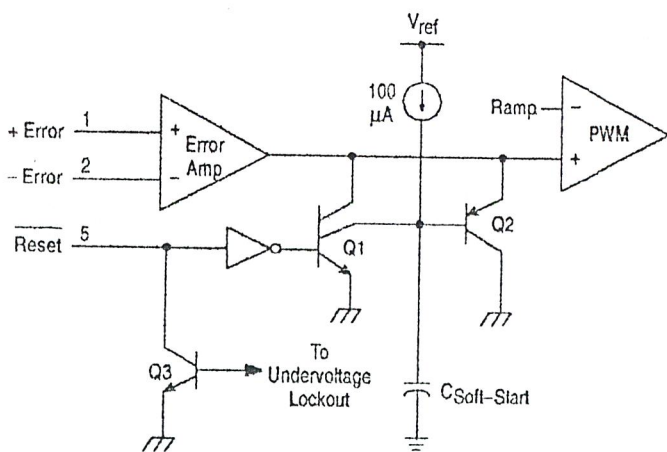 V_ref
100
μA
Ramp
−
PWM
+
+ Error 1
+
Error
Amp
− Error 2
−
Reset 5
Q1
Q2
Q3
To
Undervoltage
Lockout
C_Soft–Start